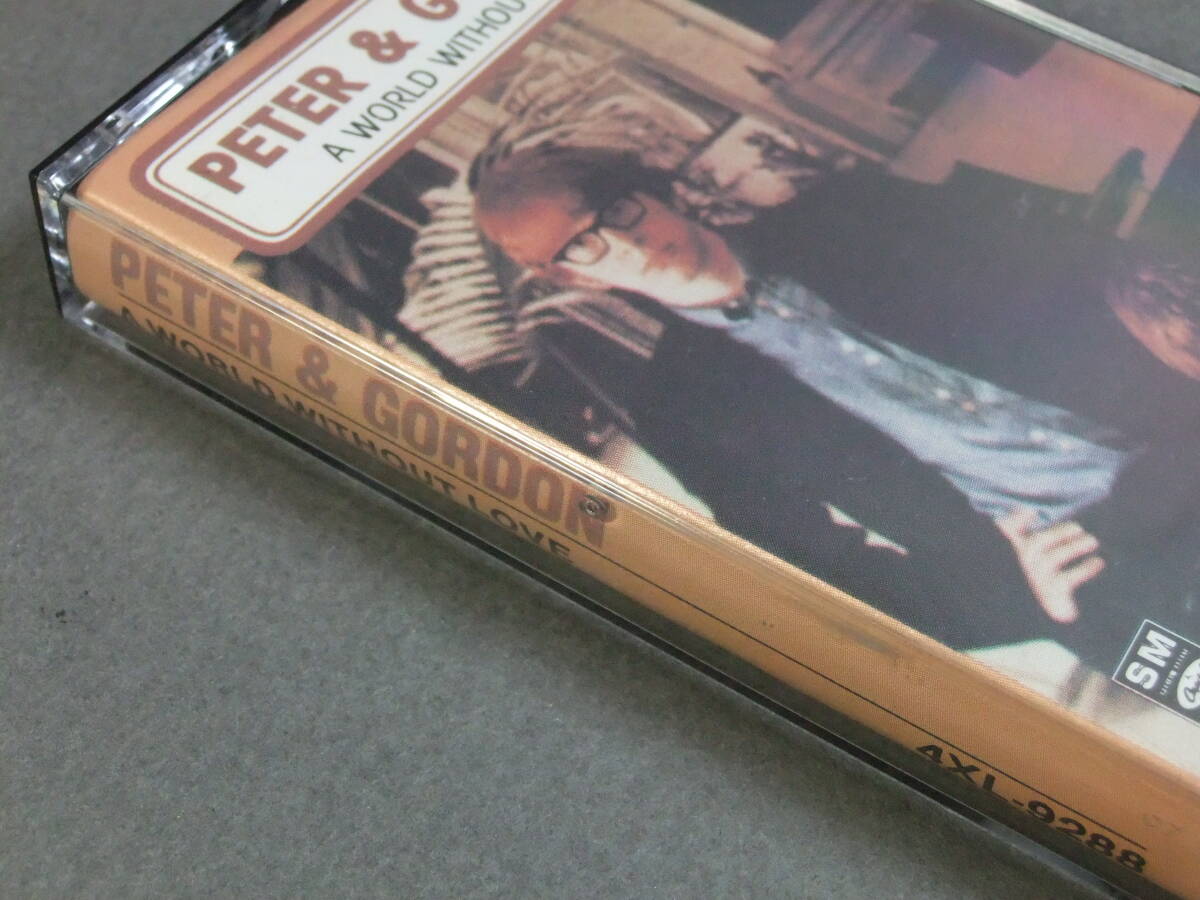 PETER & G
A WORLD WITHOU
PETER & GORDON
A WORLD WITHOUT LOVE
4XL-9288
SM